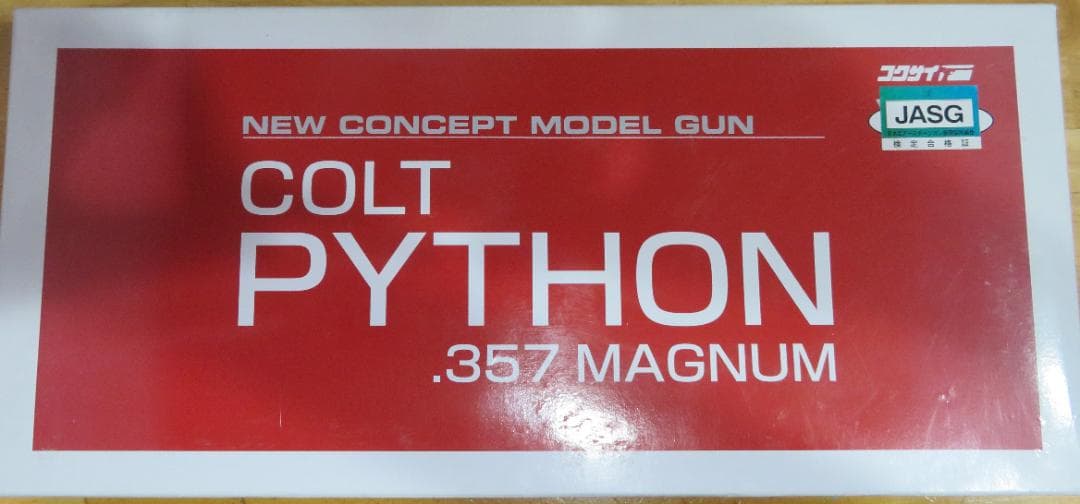 コクサイ
JASG
検定合格証
NEW CONCEPT MODEL GUN
COLT
PYTHON
.357 MAGNUM